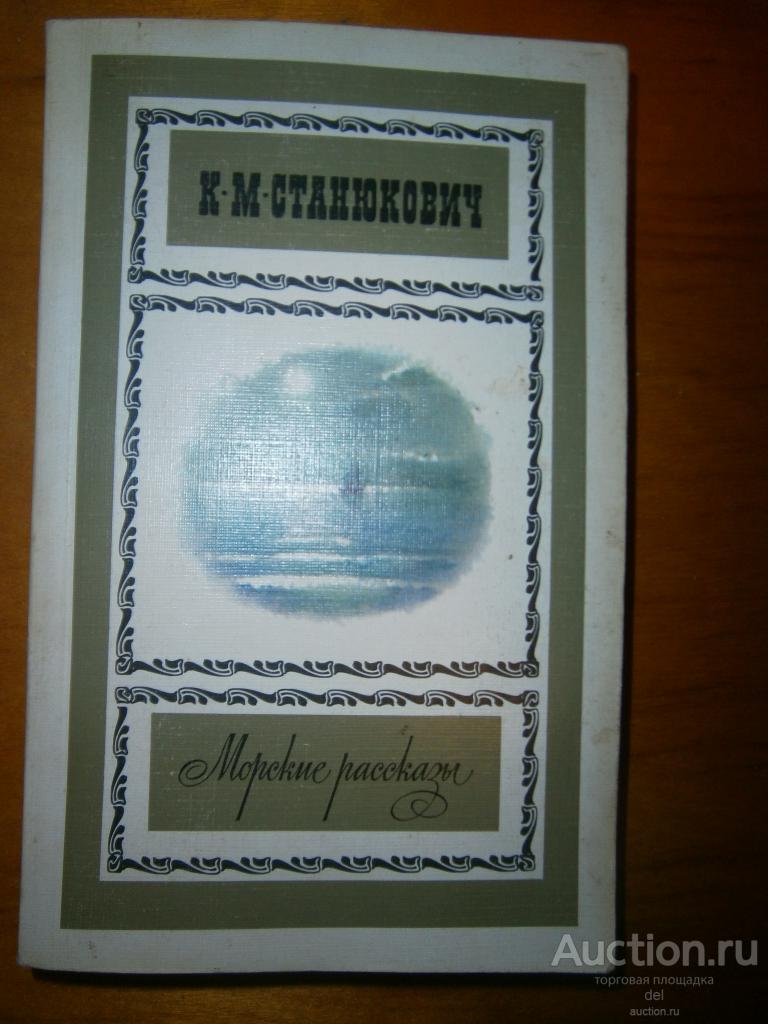 К·М·СТАНЮКОВИЧ
Морские рассказы
Auction.ru
торговая площадка
del
auction.ru